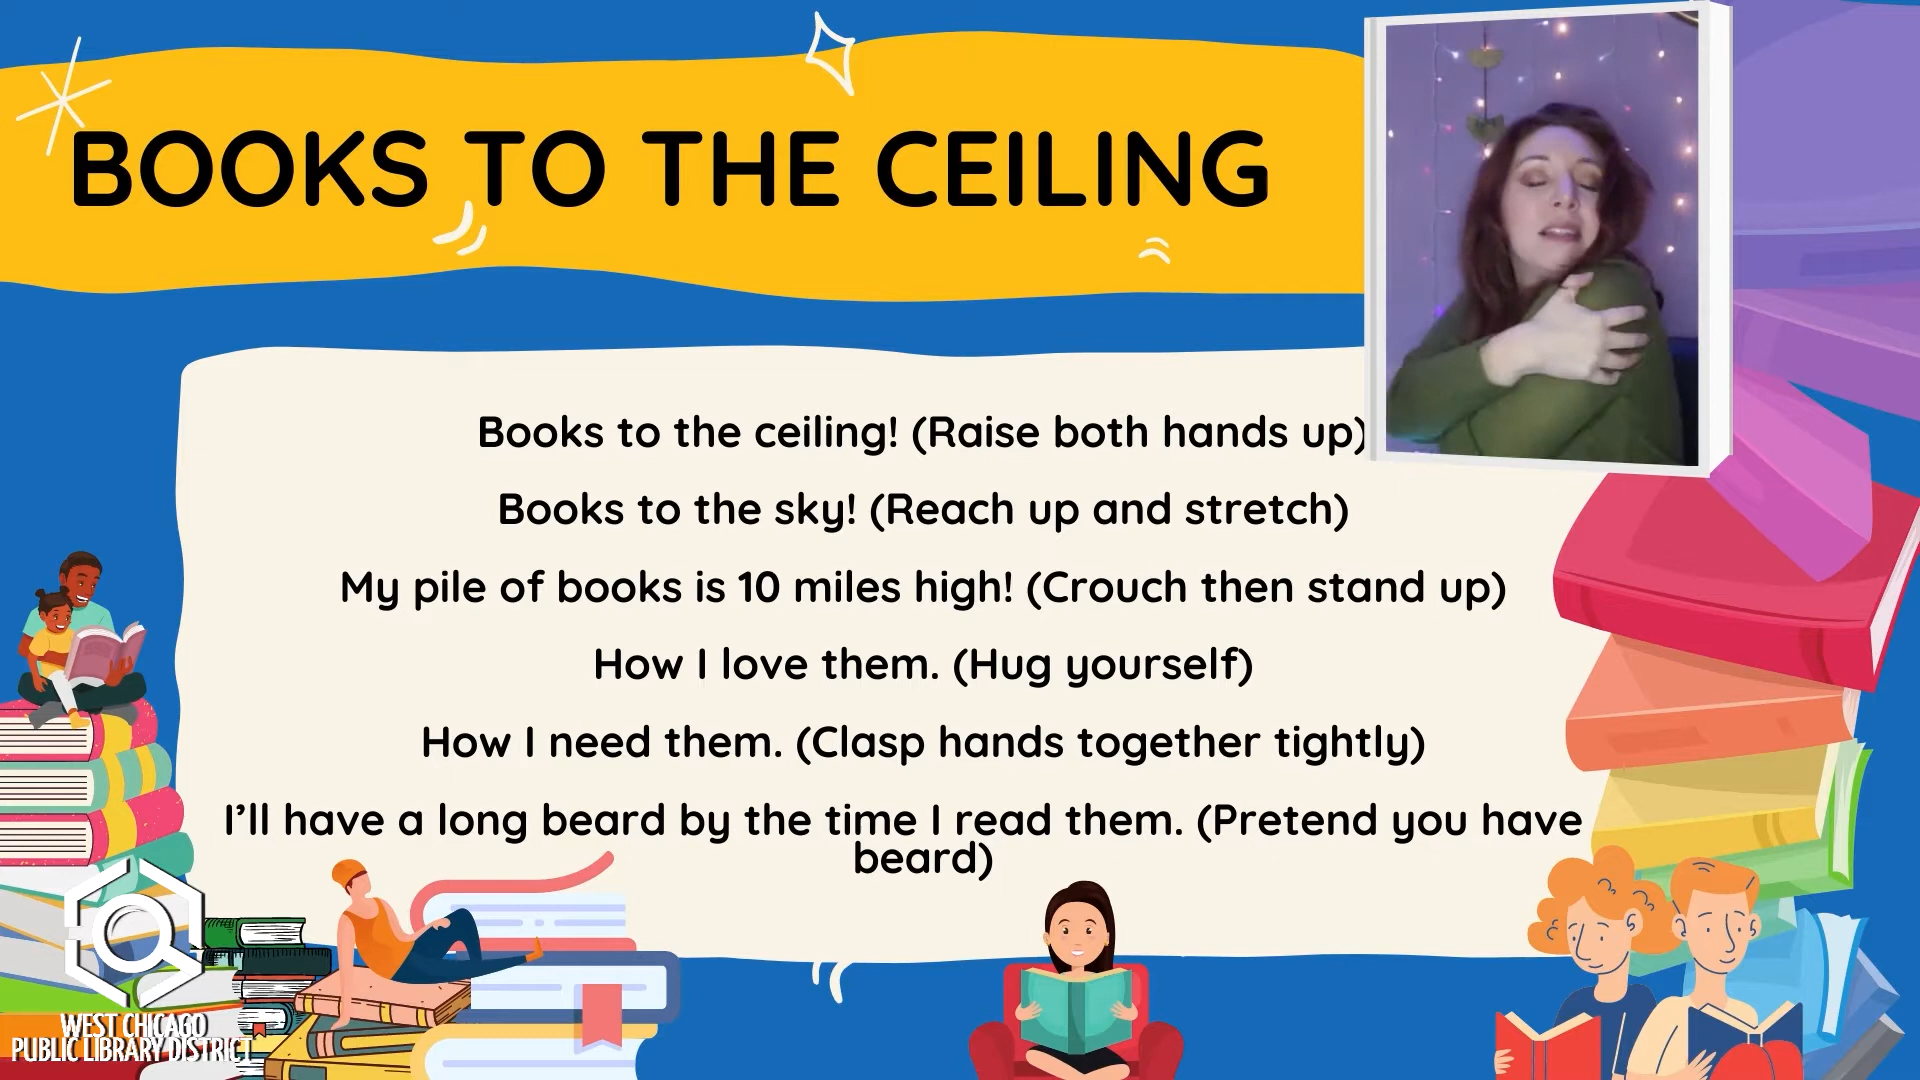 BOOKS TO THE CEILING
Books to the ceiling! (Raise both hands up)
Books to the sky! (Reach up and stretch)
My pile of books is 10 miles high! (Crouch then stand up)
How I love them. (Hug yourself)
How I need them. (Clasp hands together tightly)
I’ll have a long beard by the time I read them. (Pretend you have
beard)
WEST CHICAGO
PUBLIC LIBRARY DISTRICT